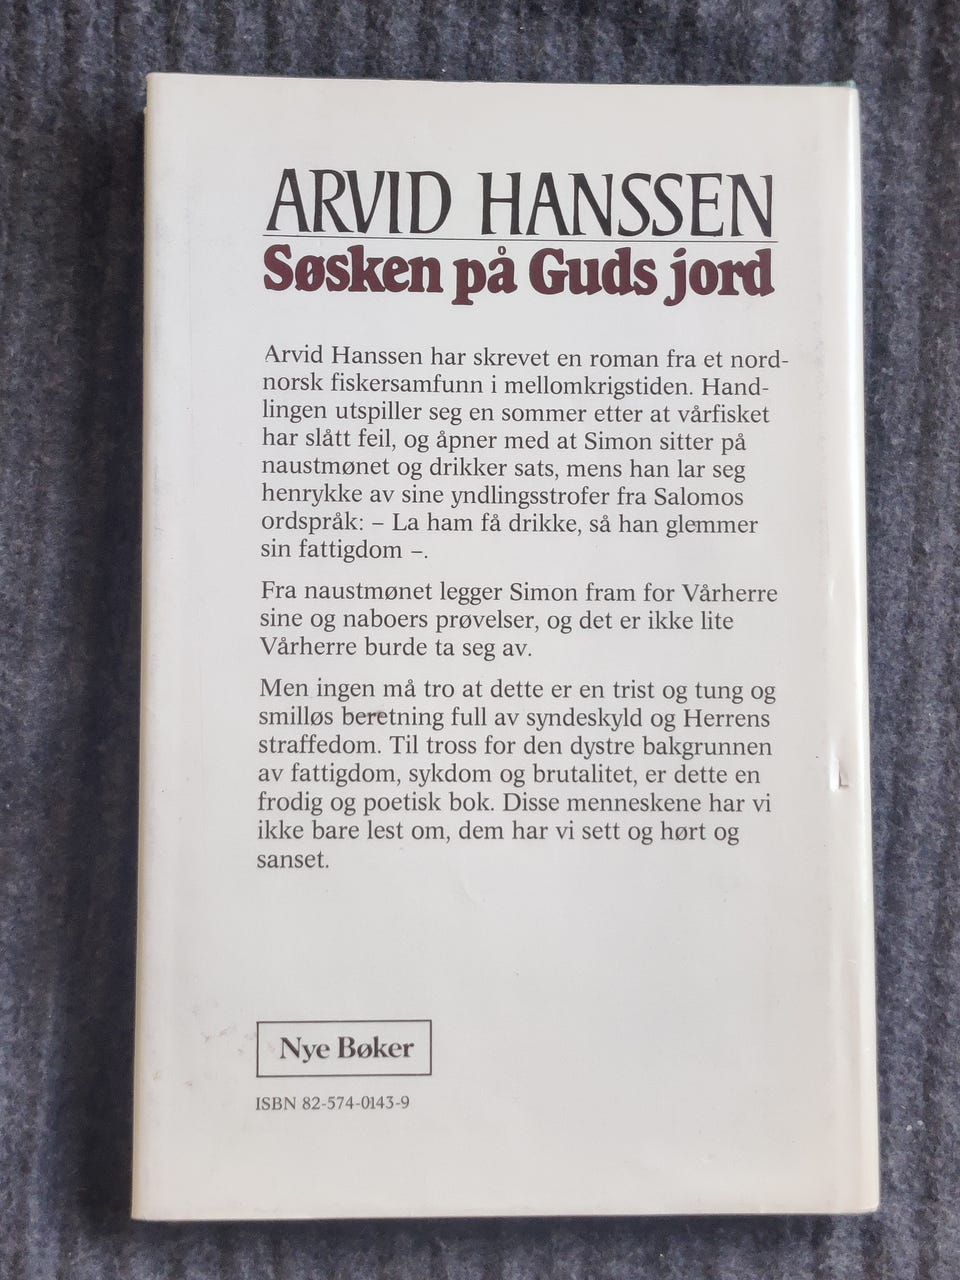 ARVID HANSSEN
Søsken på Guds jord
Arvid Hanssen har skrevet en roman fra et nord-
norsk fiskersamfunn i mellomkrigstiden. Hand-
lingen utspiller seg en sommer etter at vårfisket
har slått feil, og åpner med at Simon sitter på
naustmønet og drikker sats, mens han lar seg
henrykke av sine yndlingsstrofer fra Salomos
ordspråk: – La ham få drikke, så han glemmer
sin fattigdom –.
Fra naustmønet legger Simon fram for Vårherre
sine og naboers prøvelser, og det er ikke lite
Vårherre burde ta seg av.
Men ingen må tro at dette er en trist og tung og
smilløs beretning full av syndeskyld og Herrens
straffedom. Til tross for den dystre bakgrunnen
av fattigdom, sykdom og brutalitet, er dette en
frodig og poetisk bok. Disse menneskene har vi
ikke bare lest om, dem har vi sett og hørt og
sanset.
Nye Bøker
ISBN 82-574-0143-9